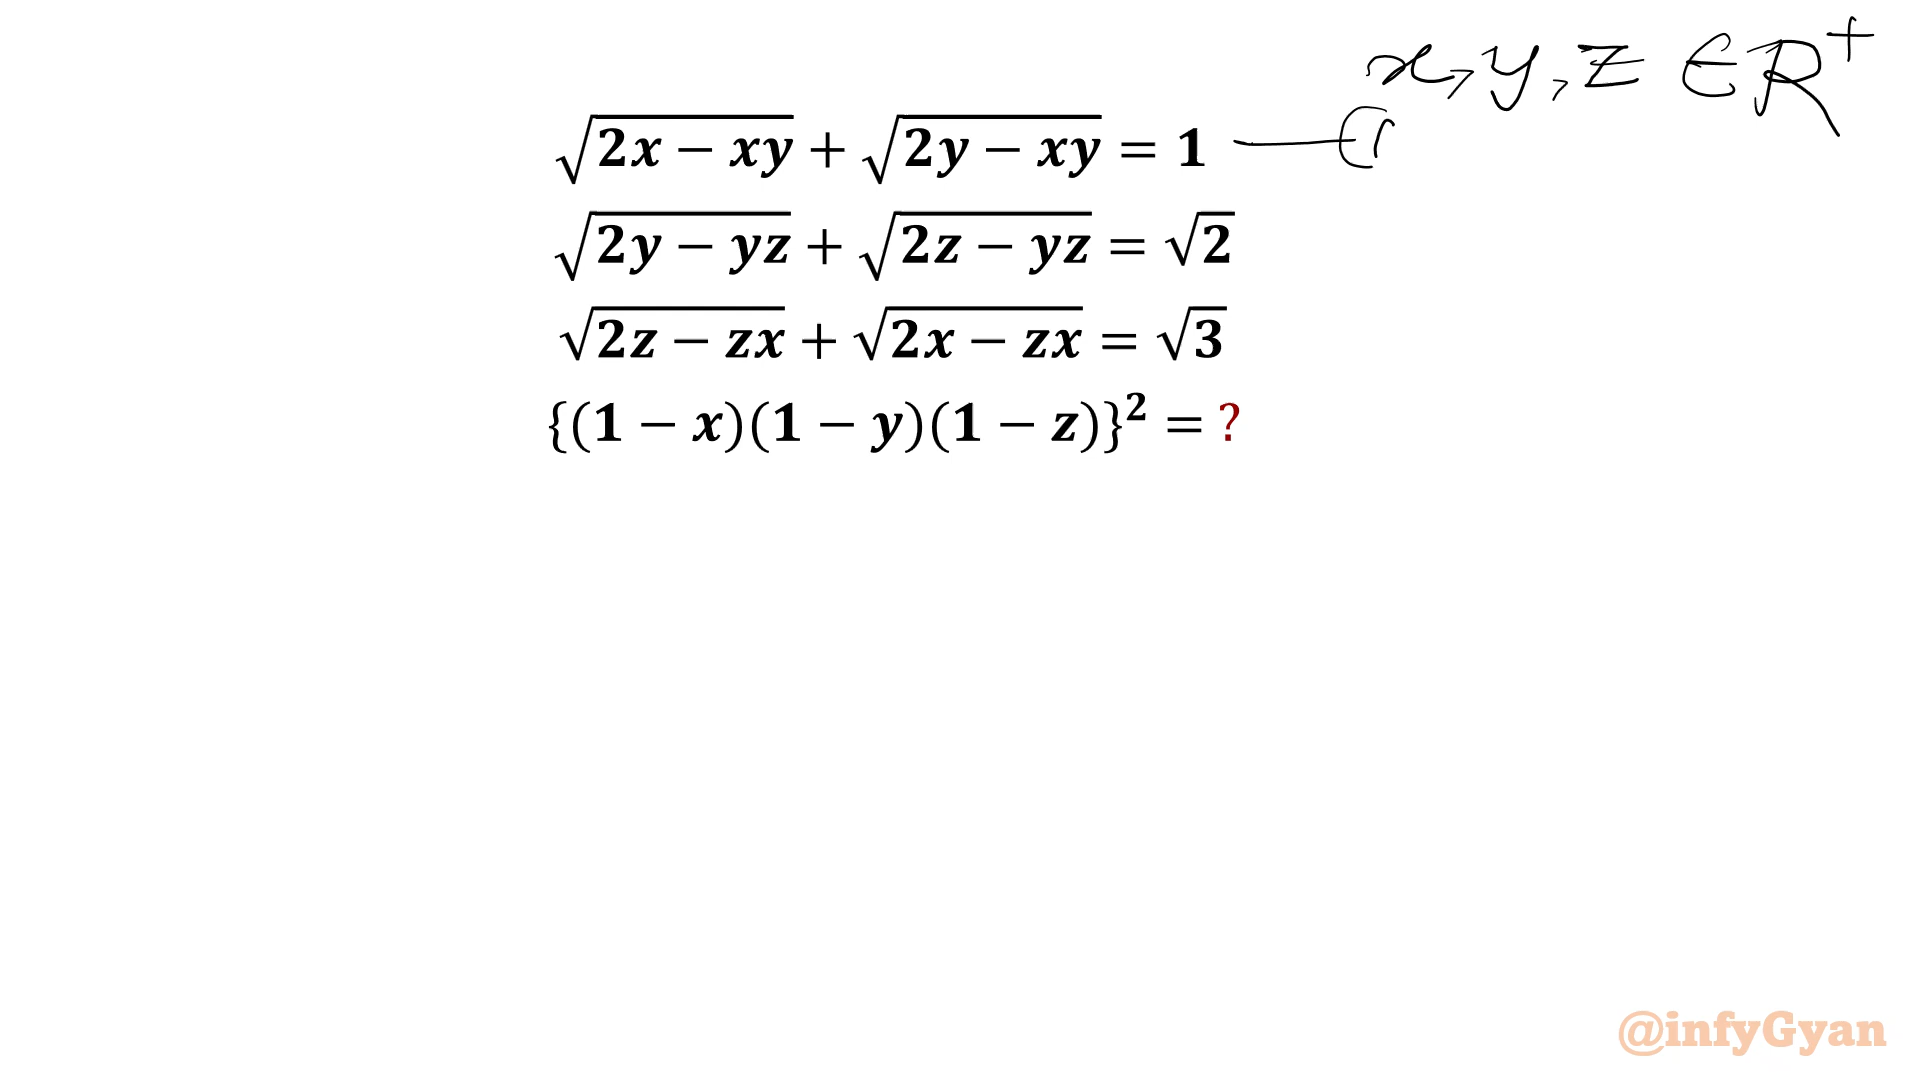 x, y, z ∈ R⁺
√(2x − xy) + √(2y − xy) = 1 — (1
√(2y − yz) + √(2z − yz) = √2
√(2z − zx) + √(2x − zx) = √3
{(1 − x)(1 − y)(1 − z)}² = ?
@infyGyan